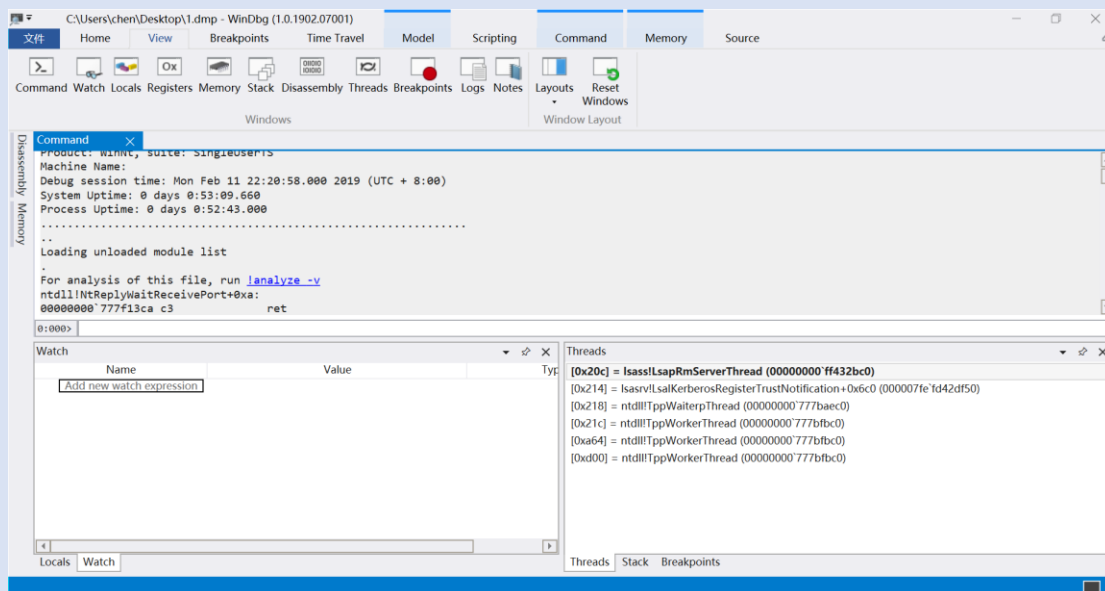 C:\Users\chen\Desktop\1.dmp - WinDbg (1.0.1902.07001)
文件 Home View Breakpoints Time Travel Model Scripting Command Memory Source
Command Watch Locals Registers Memory Stack Disassembly Threads Breakpoints Logs Notes Layouts Reset Windows
Windows Window Layout
Disassembly
Memory
Command
Product: WinNt, suite: SingleUserTS
Machine Name:
Debug session time: Mon Feb 11 22:20:58.000 2019 (UTC + 8:00)
System Uptime: 0 days 0:53:09.660
Process Uptime: 0 days 0:52:43.000
................................................................
..
Loading unloaded module list
.
For analysis of this file, run !analyze -v
ntdll!NtReplyWaitReceivePort+0xa:
00000000`777f13ca c3 ret
0:000>
Watch
Name Value Typ
Add new watch expression
Locals Watch
Threads
[0x20c] = lsass!LsapRmServerThread (00000000`ff432bc0)
[0x214] = lsasrv!LsaIKerberosRegisterTrustNotification+0x6c0 (000007fe`fd42df50)
[0x218] = ntdll!TppWaiterpThread (00000000`777baec0)
[0x21c] = ntdll!TppWorkerThread (00000000`777bfbc0)
[0xa64] = ntdll!TppWorkerThread (00000000`777bfbc0)
[0xd00] = ntdll!TppWorkerThread (00000000`777bfbc0)
Threads Stack Breakpoints